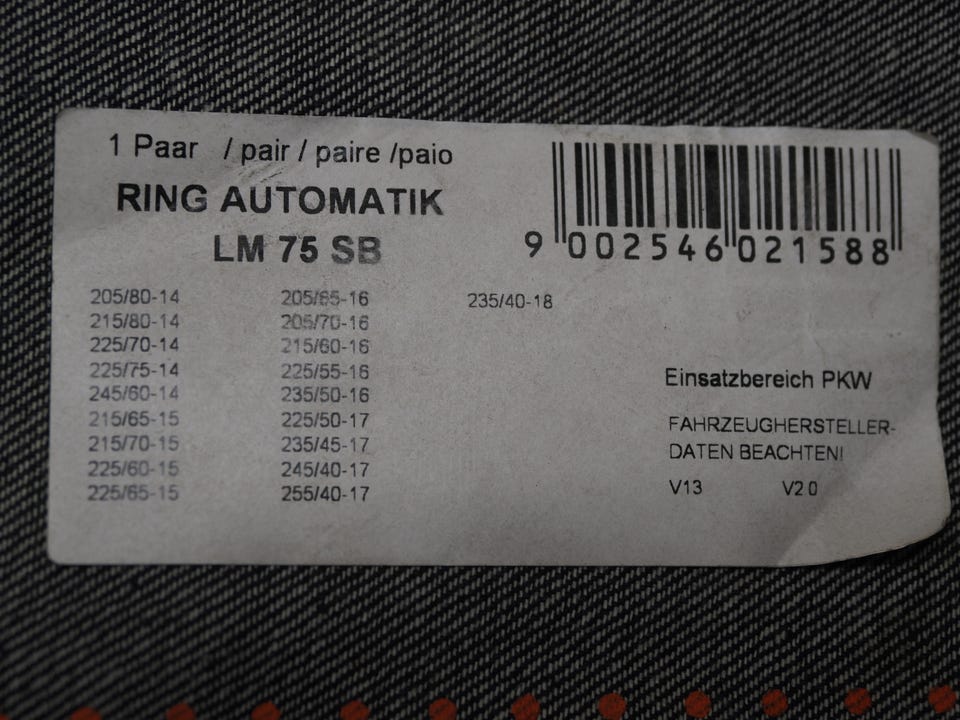 1 Paar / pair / paire /paio
RING AUTOMATIK
LM 75 SB
205/80-14
215/80-14
225/70-14
225/75-14
245/60-14
215/65-15
215/70-15
225/60-15
225/65-15
205/65-16
205/70-16
215/60-16
225/55-16
235/50-16
225/50-17
235/45-17
245/40-17
255/40-17
235/40-18
9 002546 021588
Einsatzbereich PKW
FAHRZEUGHERSTELLER-
DATEN BEACHTEN!
V13 V2.0